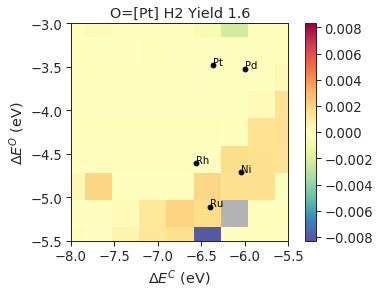 O=[Pt] H2 Yield 1.6
−3.0
−3.5
−4.0
−4.5
−5.0
−5.5
ΔE^O (eV)
Pt
Pd
Rh
Ni
Ru
−8.0 −7.5 −7.0 −6.5 −6.0 −5.5
ΔE^C (eV)
0.008
0.006
0.004
0.002
0.000
−0.002
−0.004
−0.006
−0.008